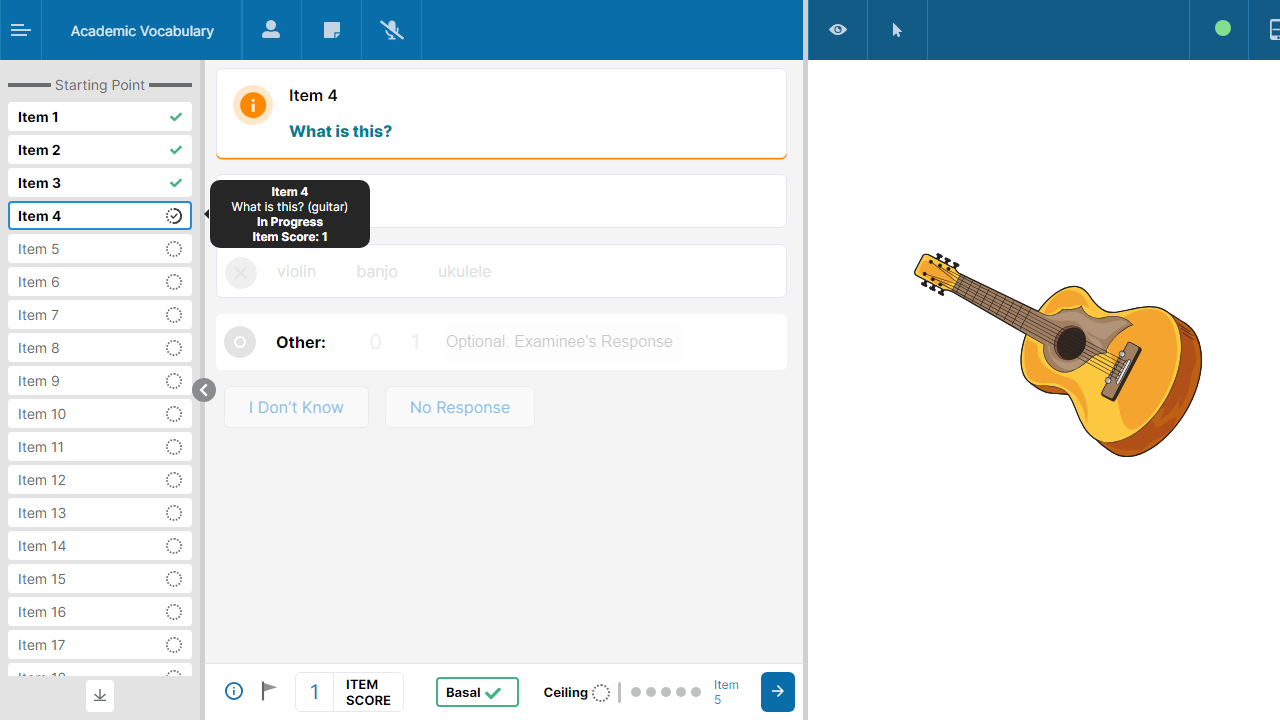 Academic Vocabulary
Starting Point
Item 1
Item 2
Item 3
Item 4
Item 5
Item 6
Item 7
Item 8
Item 9
Item 10
Item 11
Item 12
Item 13
Item 14
Item 15
Item 16
Item 17
Item 18
Item 4
What is this?
Item 4
What is this? (guitar)
In Progress
Item Score: 1
violin banjo ukulele
Other: 0 1 Optional: Examinee's Response
I Don't Know No Response
1 ITEM SCORE
Basal
Ceiling
Item 5